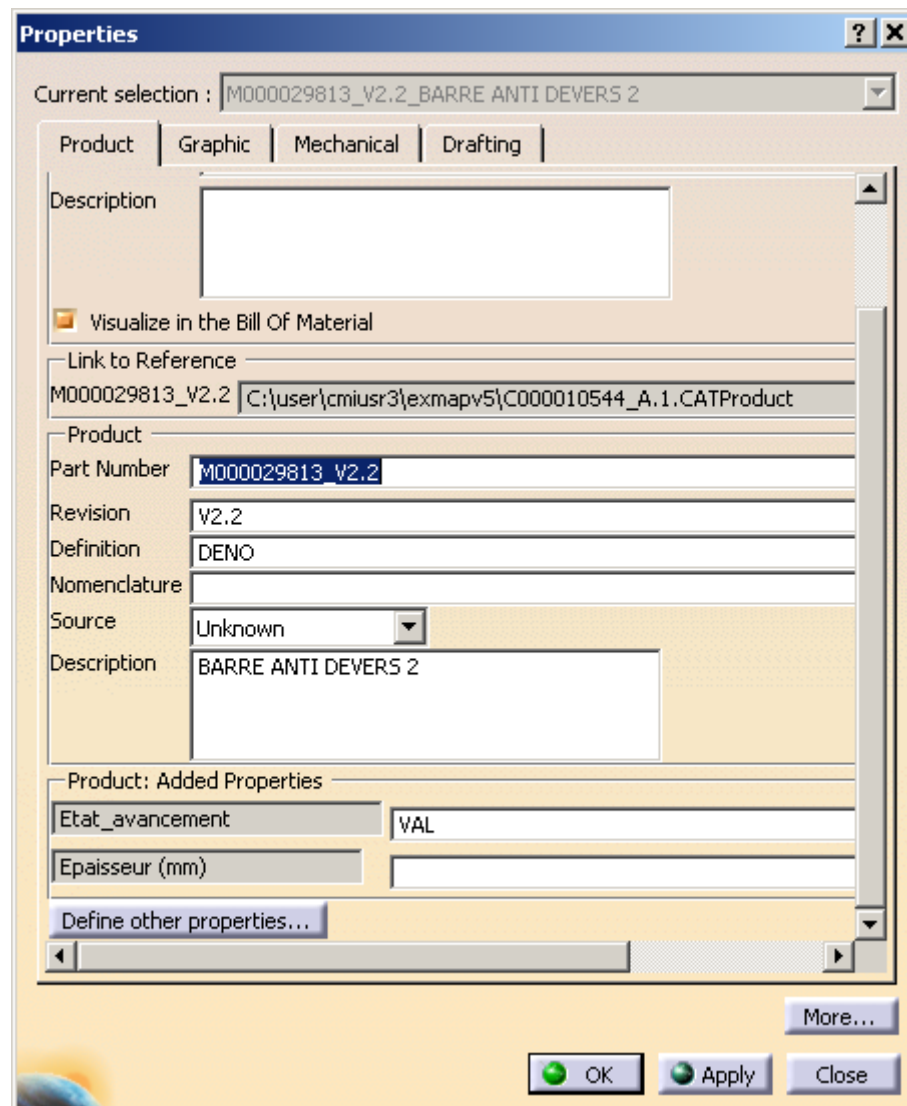 Properties
Current selection : M000029813_V2.2_BARRE ANTI DEVERS 2
Product Graphic Mechanical Drafting
Description
Visualize in the Bill Of Material
Link to Reference
M000029813_V2.2 C:\user\cmiusr3\exmapv5\C000010544_A.1.CATProduct
Product
Part Number M000029813_V2.2
Revision V2.2
Definition DENO
Nomenclature
Source Unknown
Description BARRE ANTI DEVERS 2
Product: Added Properties
Etat_avancement VAL
Epaisseur (mm)
Define other properties...
More...
OK Apply Close